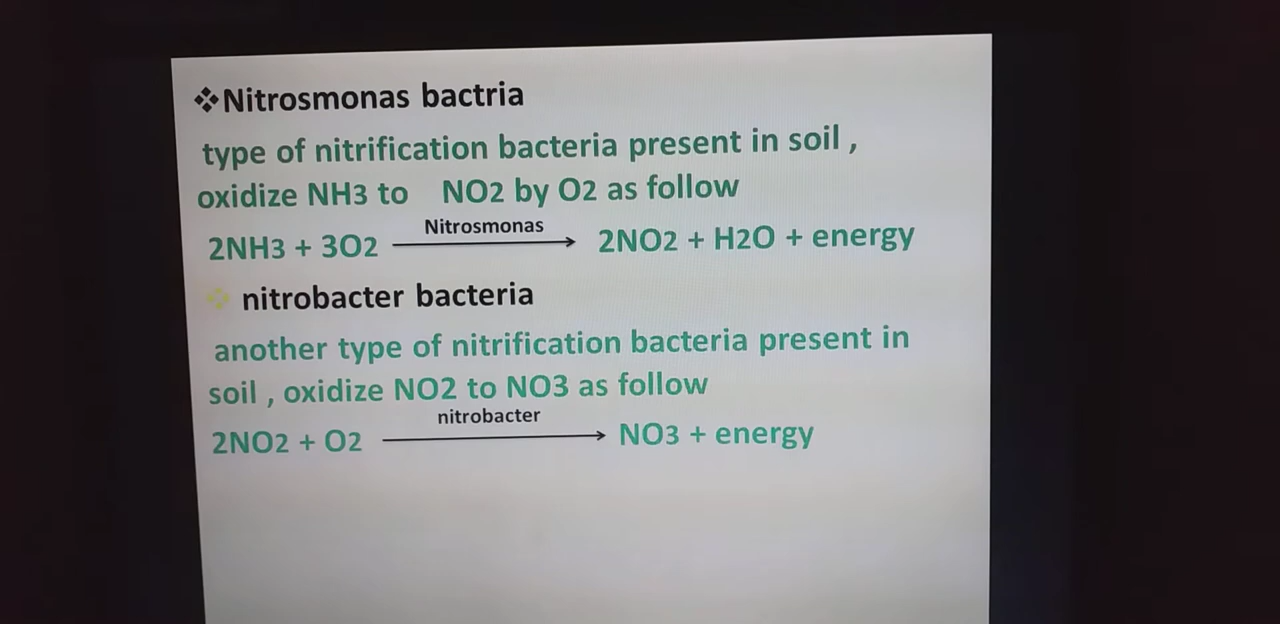 ❖Nitrosmonas bactria
type of nitrification bacteria present in soil ,
oxidize NH3 to NO2 by O2 as follow
Nitrosmonas
2NH3 + 3O2 → 2NO2 + H2O + energy
❖ nitrobacter bacteria
another type of nitrification bacteria present in
soil , oxidize NO2 to NO3 as follow
nitrobacter
2NO2 + O2 → NO3 + energy